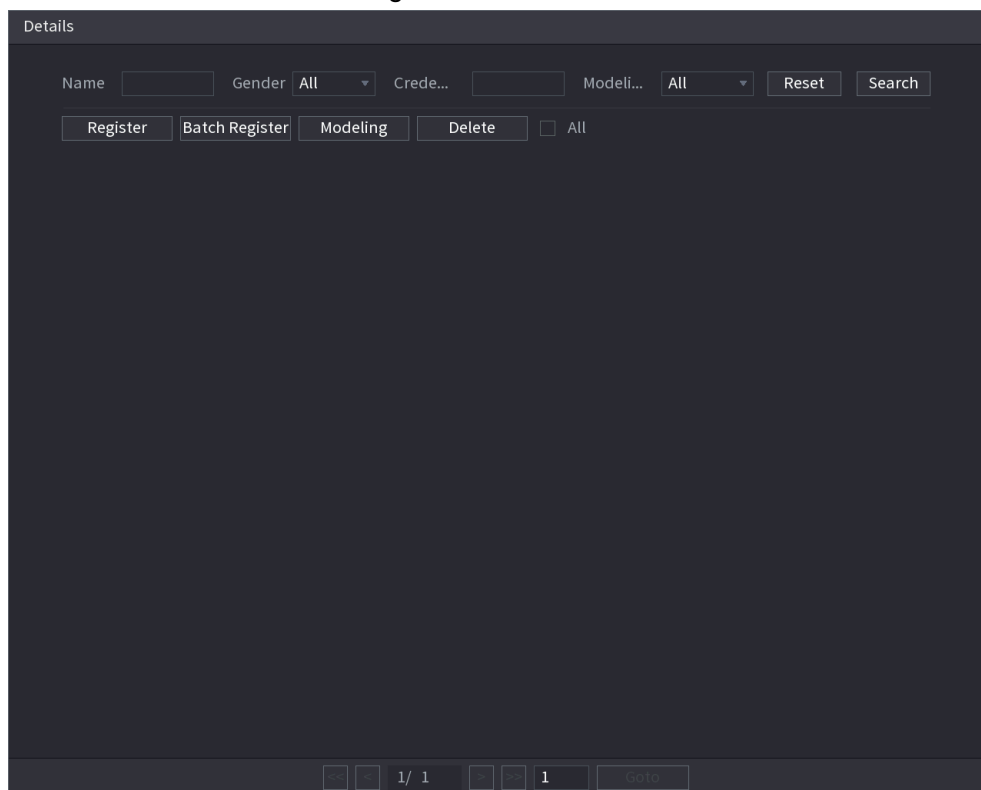 Details
Name Gender All Crede... Modeli... All Reset Search
Register Batch Register Modeling Delete All
<< < 1/ 1 > >> 1 Goto